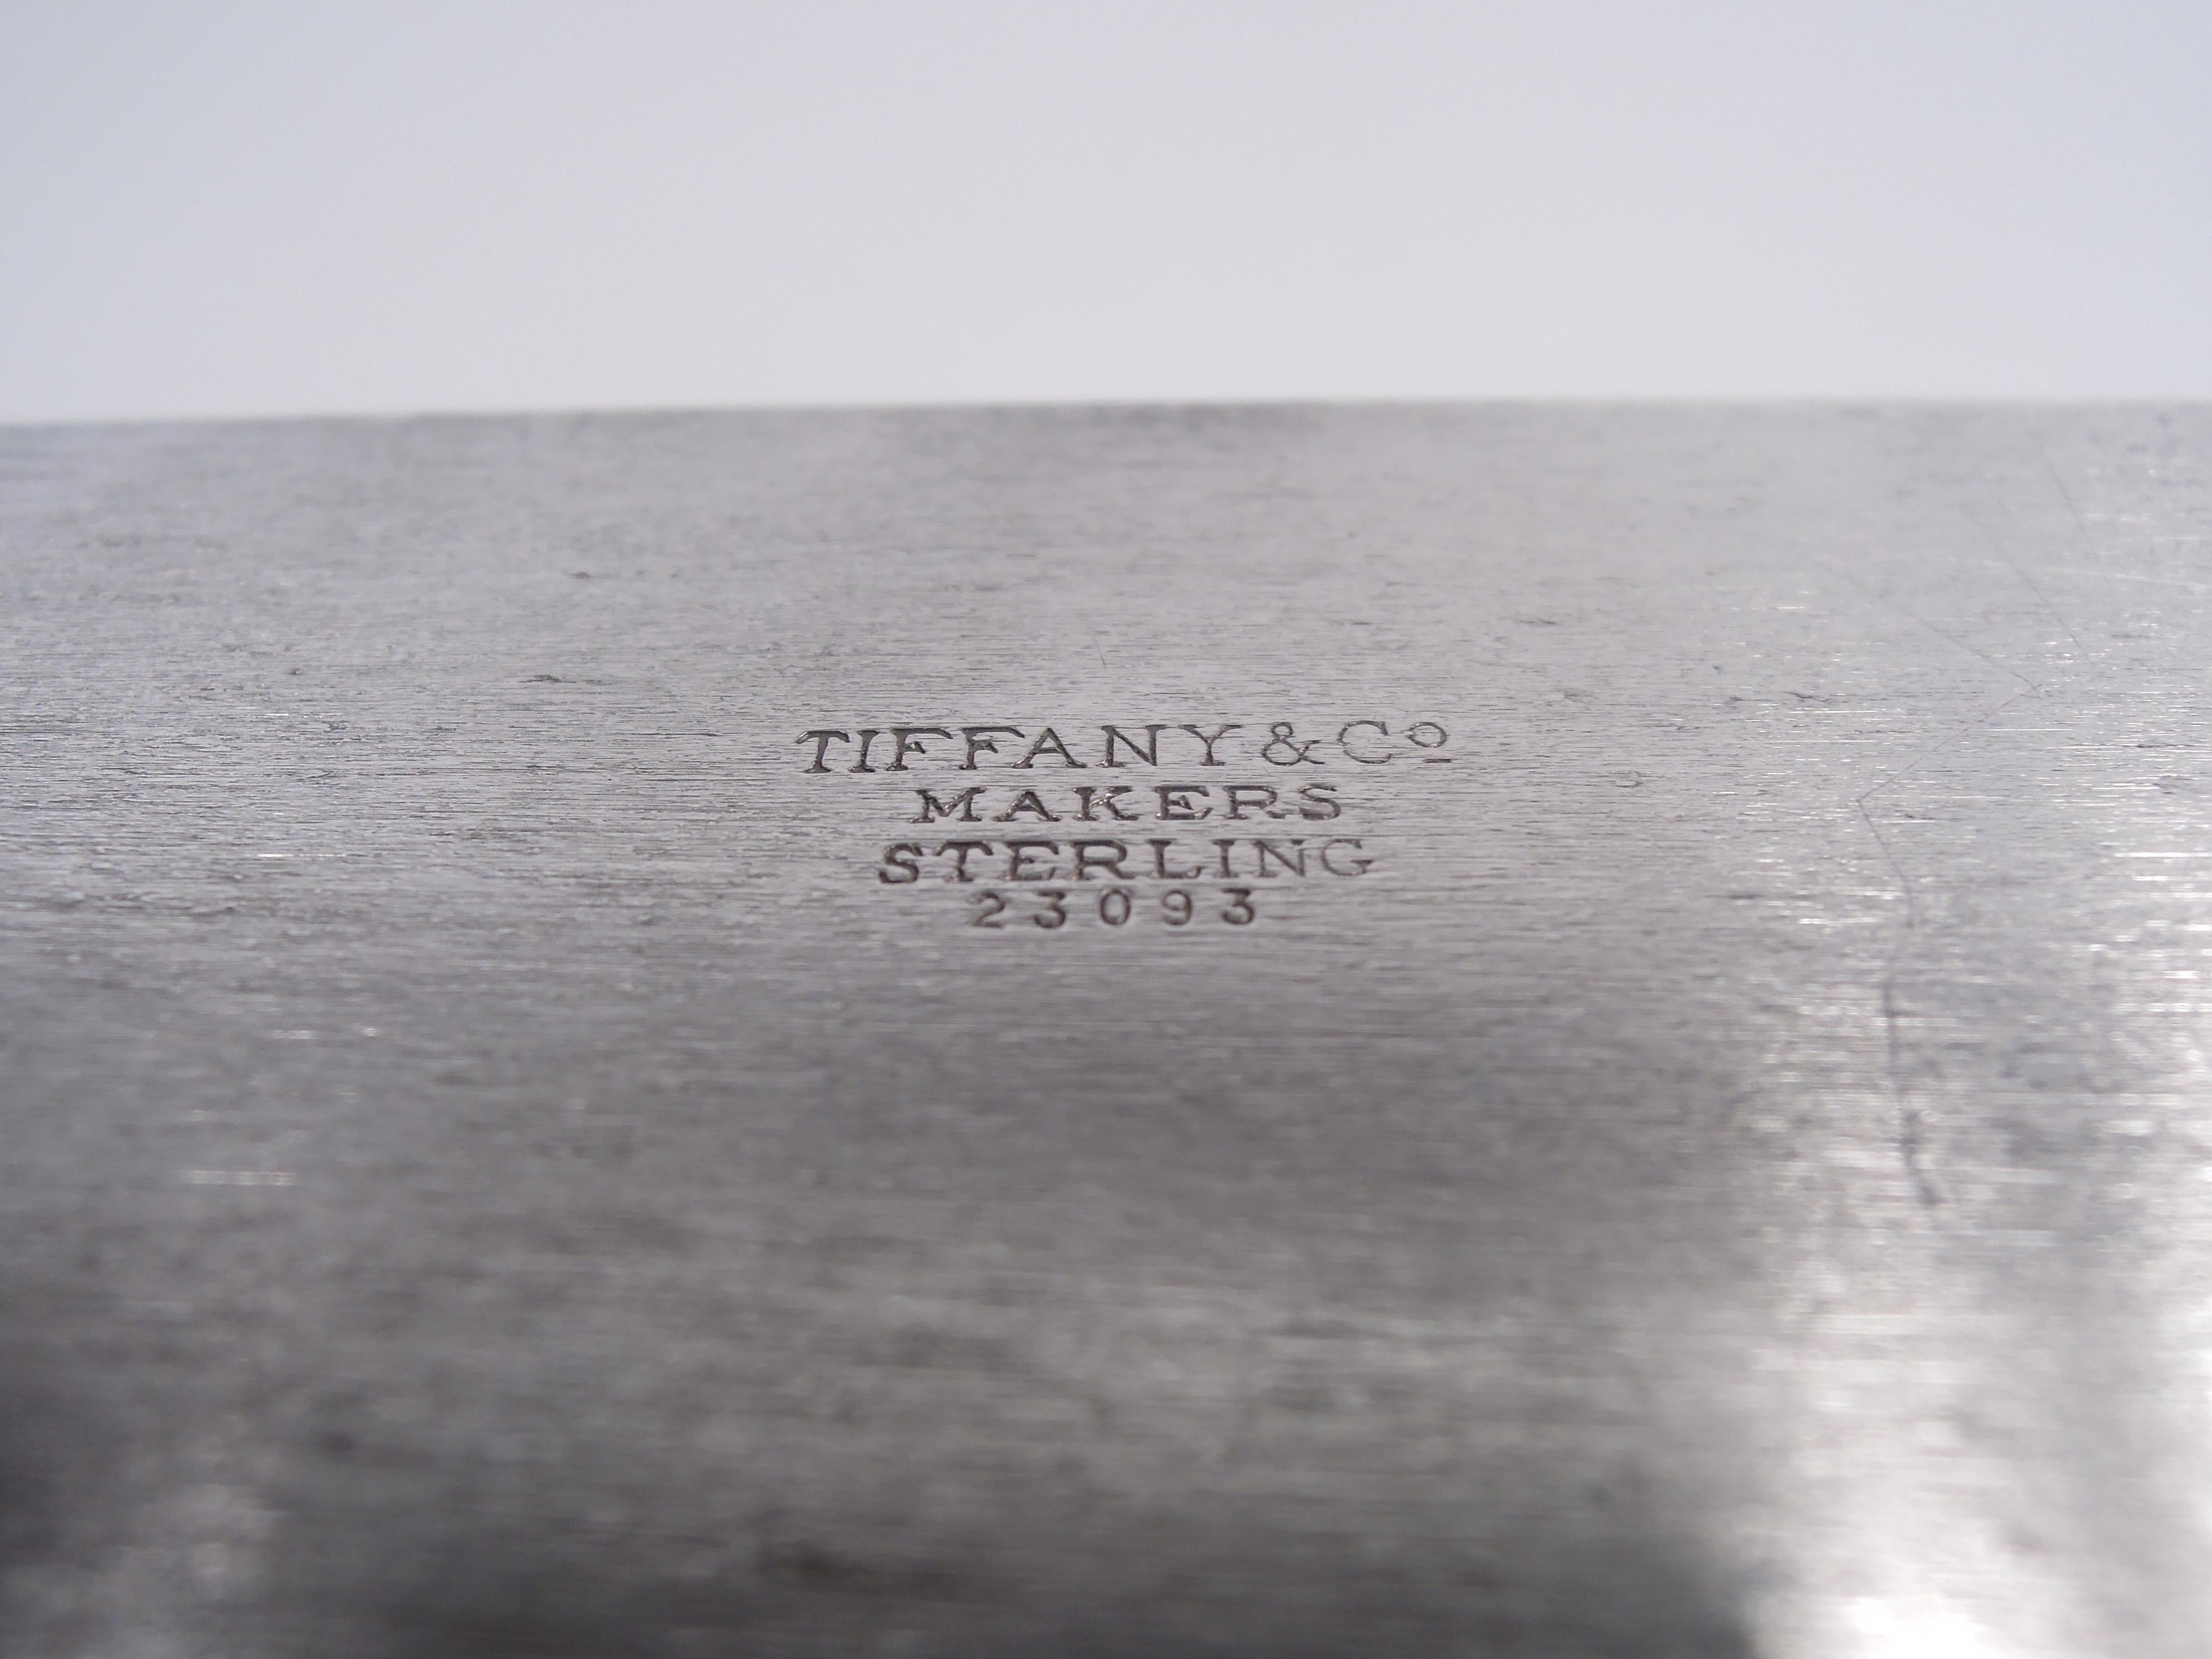 TIFFANY & Cº
MAKERS
STERLING
23093